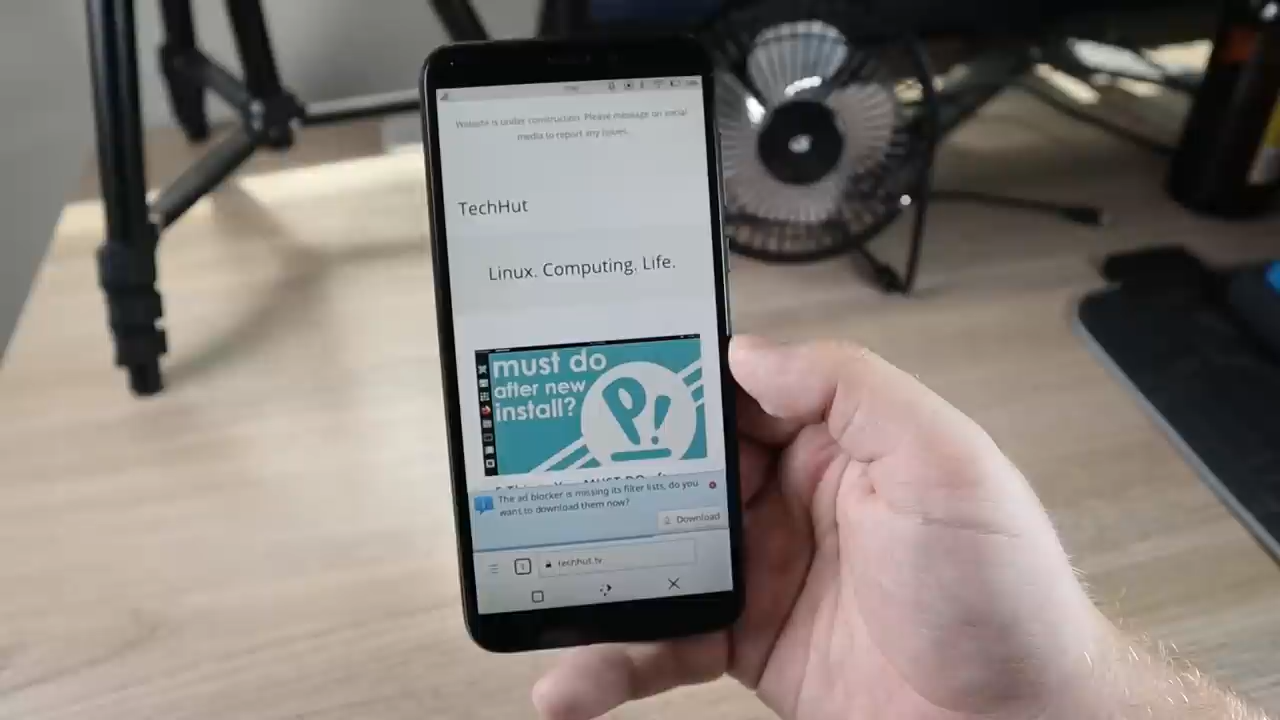 Website is under construction. Please message on social
media to report any issues.
TechHut
Linux. Computing. Life.
must do
after new
install?
P!
The ad blocker is missing its filter lists, do you
want to download them now?
Download
1
techhut.tv